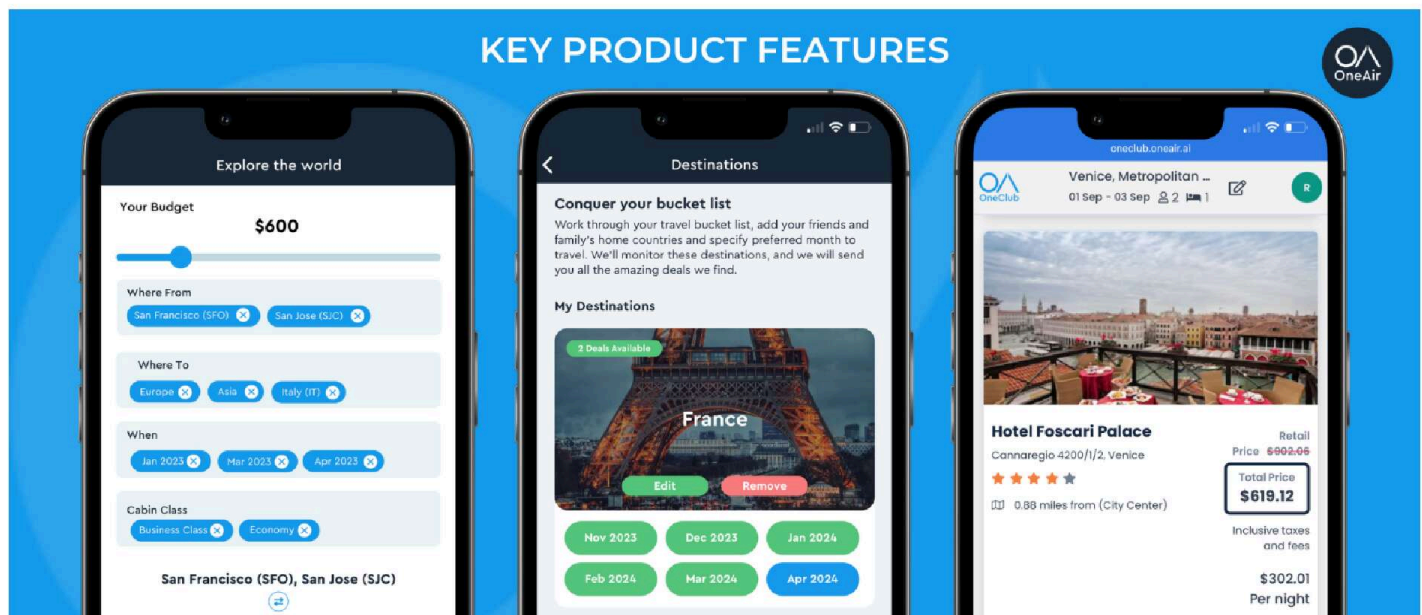 KEY PRODUCT FEATURES
OneAir
Explore the world
Your Budget
$600
Where From
San Francisco (SFO)
San Jose (SJC)
Where To
Europe
Asia
Italy (IT)
When
Jan 2023
Mar 2023
Apr 2023
Cabin Class
Business Class
Economy
San Francisco (SFO), San Jose (SJC)
Destinations
Conquer your bucket list
Work through your travel bucket list, add your friends and
family's home countries and specify preferred month to
travel. We'll monitor these destinations, and we will send
you all the amazing deals we find.
My Destinations
2 Deals Available
France
Edit
Remove
Nov 2023
Dec 2023
Jan 2024
Feb 2024
Mar 2024
Apr 2024
oneclub.oneair.ai
OneClub
Venice, Metropolitan ...
01 Sep - 03 Sep 2 1
R
Hotel Foscari Palace
Cannaregio 4200/1/2, Venice
0.88 miles from (City Center)
Retail
Price $902.05
Total Price
$619.12
Inclusive taxes
and fees
$302.01
Per night